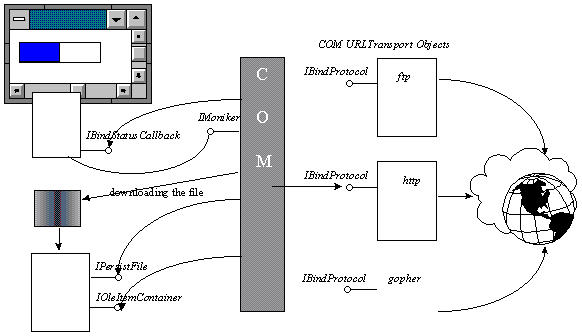 COM URLTransport Objects
C
O
M
IBindProtocol
ftp
IMoniker
IBindStatusCallback
IBindProtocol
http
downloading the file
IPersistFile
IBindProtocol
gopher
IOleItemContainer